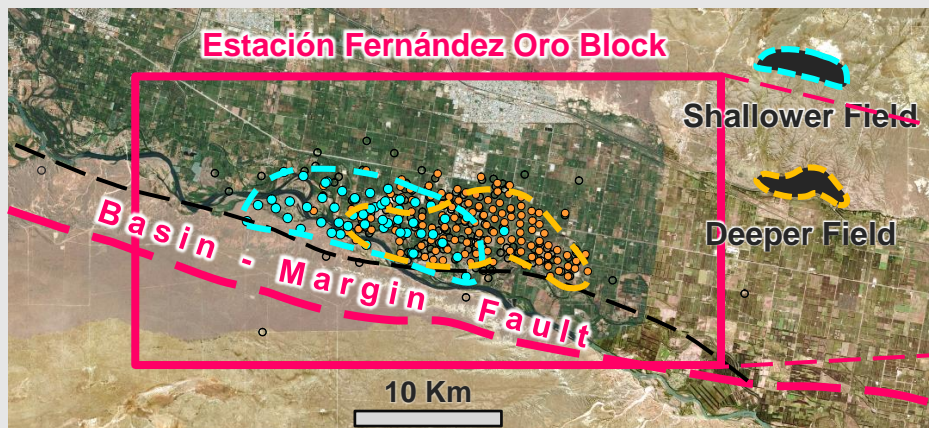 Estación Fernández Oro Block
Shallower Field
Deeper Field
Basin - Margin Fault
10 Km